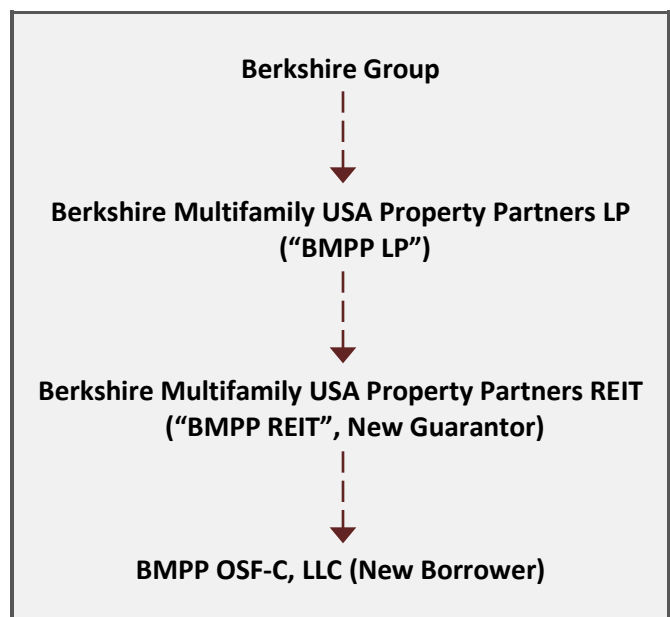 Berkshire Group
Berkshire Multifamily USA Property Partners LP
(“BMPP LP”)
Berkshire Multifamily USA Property Partners REIT
(“BMPP REIT”, New Guarantor)
BMPP OSF-C, LLC (New Borrower)